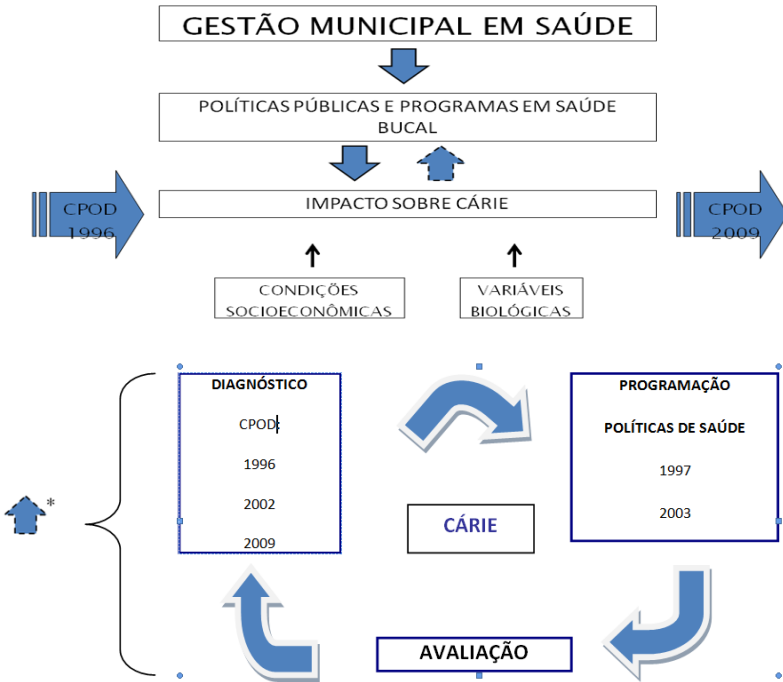 GESTÃO MUNICIPAL EM SAÚDE
POLÍTICAS PÚBLICAS E PROGRAMAS EM SAÚDE
BUCAL
CPOD
1996
IMPACTO SOBRE CÁRIE
CPOD
2009
CONDIÇÕES
SOCIOECONÔMICAS
VARIÁVEIS
BIOLÓGICAS
DIAGNÓSTICO
CPOD:
1996
2002
2009
PROGRAMAÇÃO
POLÍTICAS DE SAÚDE
1997
2003
*
CÁRIE
AVALIAÇÃO